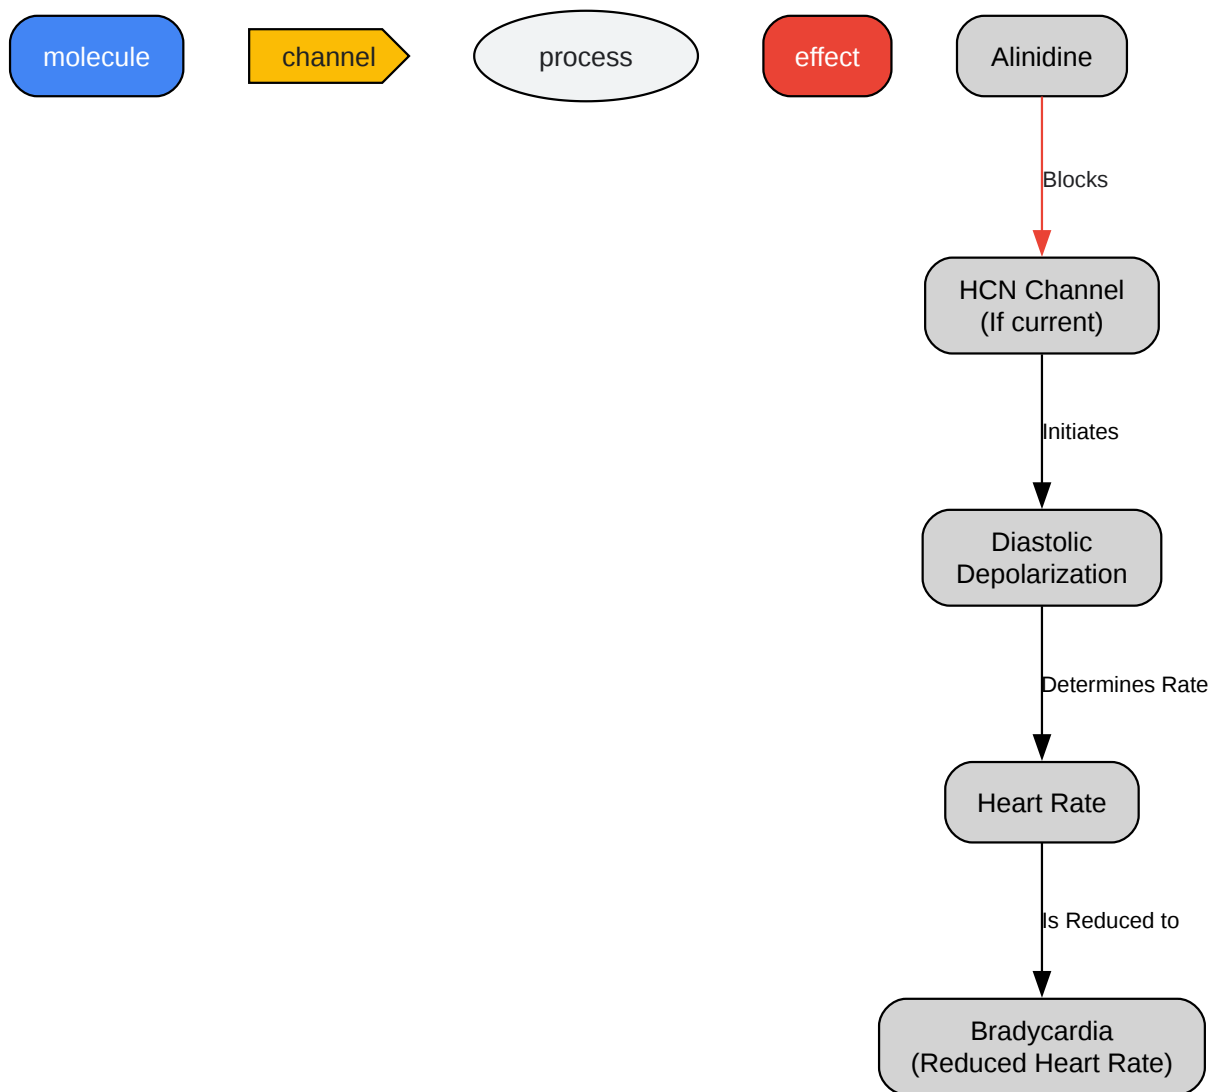 molecule
channel
process
effect
Alinidine
Blocks
HCN Channel
(If current)
Initiates
Diastolic
Depolarization
Determines Rate
Heart Rate
Is Reduced to
Bradycardia
(Reduced Heart Rate)